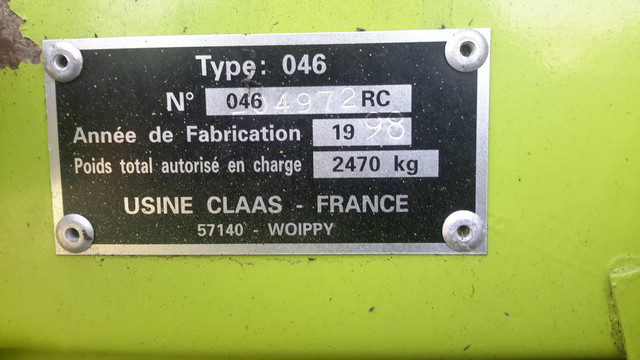 Type: 046
N° 046 04972 RC
Année de Fabrication 1998
Poids total autorisé en charge 2470 kg
USINE CLAAS - FRANCE
57140 - WOIPPY